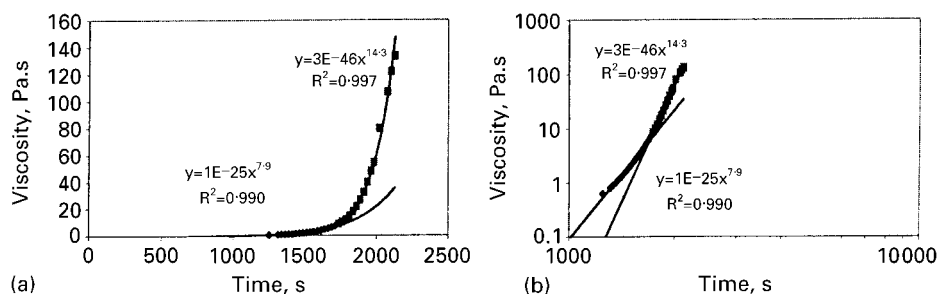 160
140
120
100
80
60
40
20
0
Viscosity, Pa.s
y=3E−46x^14·3
R²=0·997
y=1E−25x^7·9
R²=0·990
0 500 1000 1500 2000 2500
(a) Time, s
1000
100
10
1
0.1
Viscosity, Pa.s
y=3E−46x^14·3
R²=0·997
y=1E−25x^7·9
R²=0·990
1000 10000
(b) Time, s